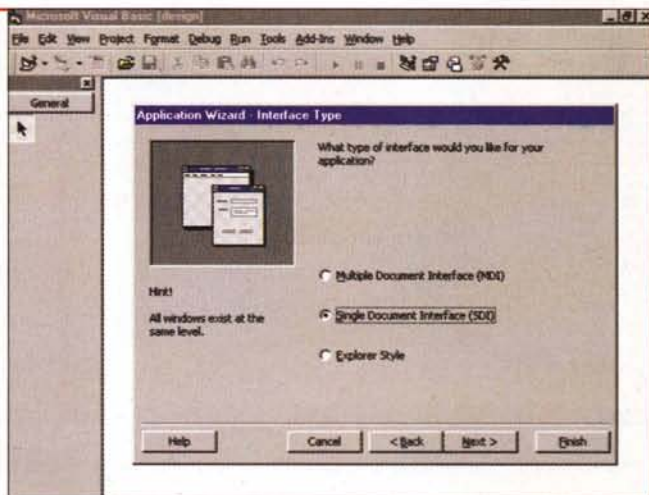 Microsoft Visual Basic [design]
File Edit View Project Format Debug Run Tools Add-Ins Window Help
General
Application Wizard - Interface Type
What type of interface would you like for your
application?
Multiple Document Interface (MDI)
Hint!
All windows exist at the
same level.
Single Document Interface (SDI)
Explorer Style
Help
Cancel
< Back
Next >
Finish